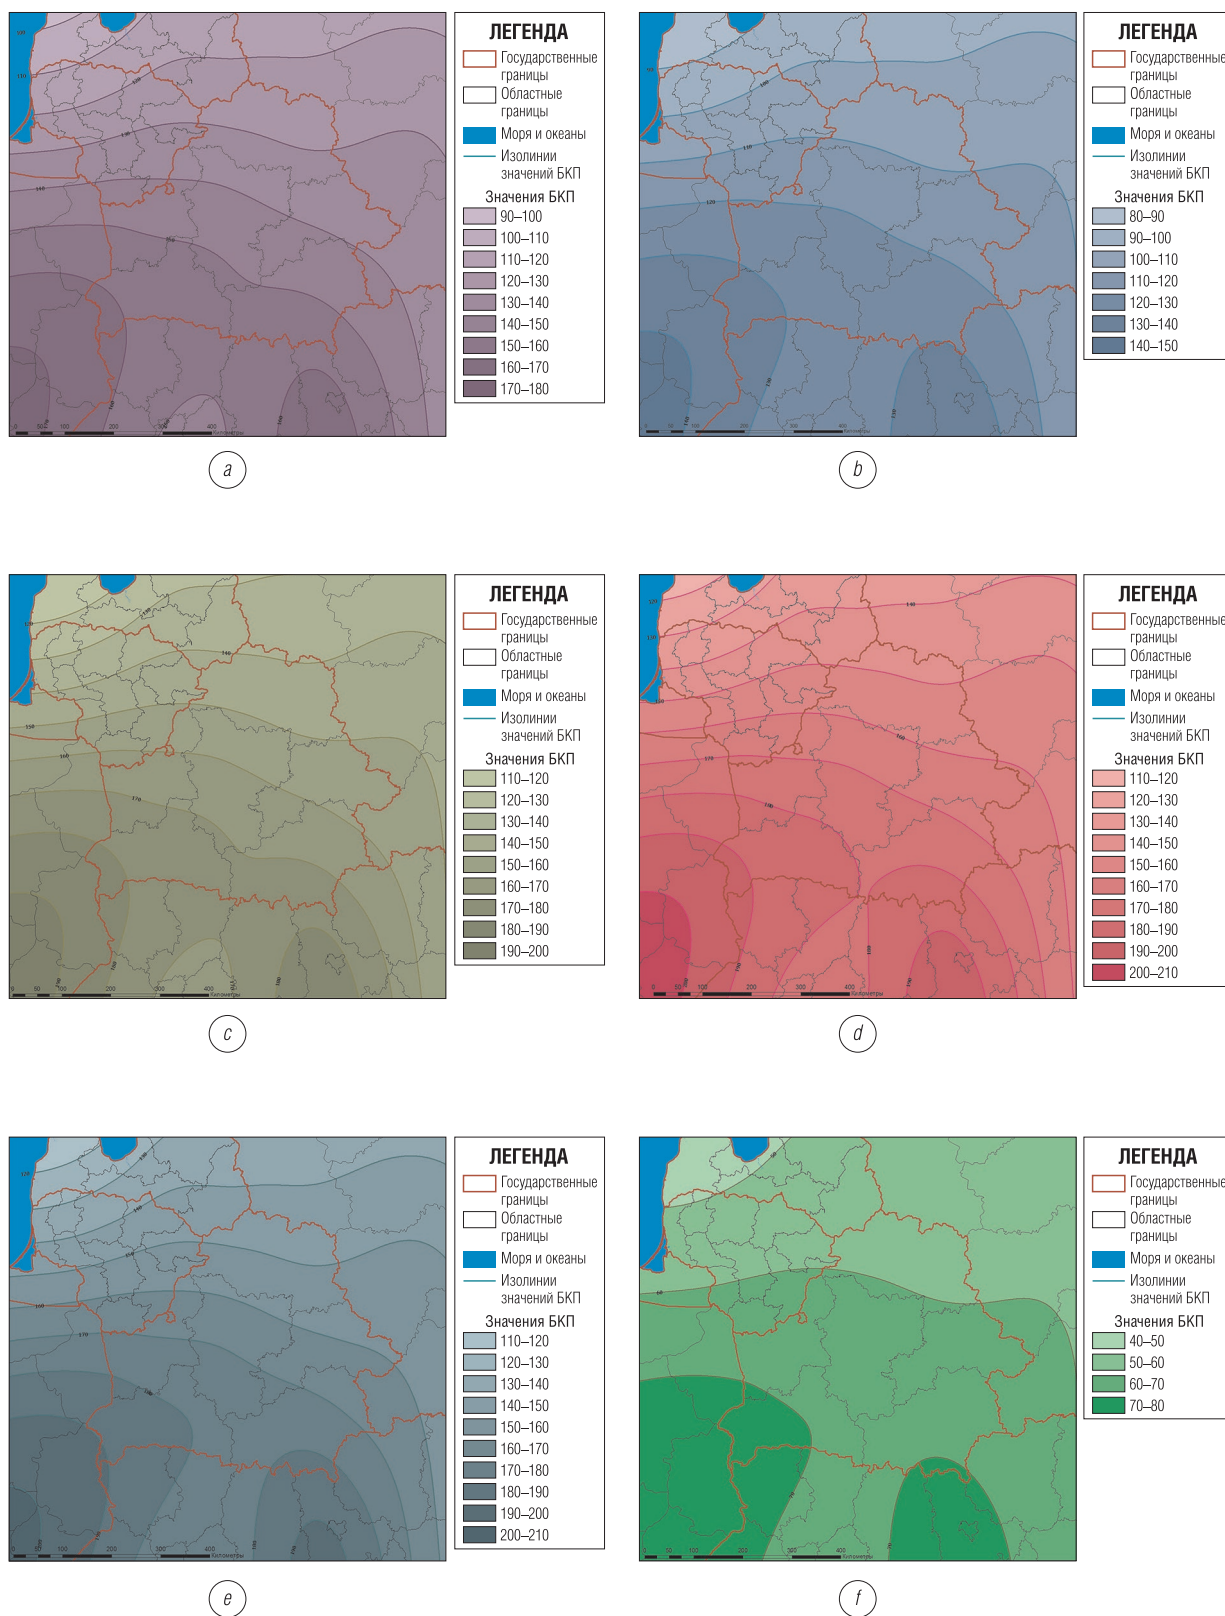 ЛЕГЕНДА
Государственные
границы
Областные
границы
Моря и океаны
Изолинии
значений БКП
Значения БКП
90–100
100–110
110–120
120–130
130–140
140–150
150–160
160–170
170–180
a
ЛЕГЕНДА
Государственные
границы
Областные
границы
Моря и океаны
Изолинии
значений БКП
Значения БКП
80–90
90–100
100–110
110–120
120–130
130–140
140–150
b
ЛЕГЕНДА
Государственные
границы
Областные
границы
Моря и океаны
Изолинии
значений БКП
Значения БКП
110–120
120–130
130–140
140–150
150–160
160–170
170–180
180–190
190–200
c
ЛЕГЕНДА
Государственные
границы
Областные
границы
Моря и океаны
Изолинии
значений БКП
Значения БКП
110–120
120–130
130–140
140–150
150–160
160–170
170–180
180–190
190–200
200–210
d
ЛЕГЕНДА
Государственные
границы
Областные
границы
Моря и океаны
Изолинии
значений БКП
Значения БКП
110–120
120–130
130–140
140–150
150–160
160–170
170–180
180–190
190–200
200–210
e
ЛЕГЕНДА
Государственные
границы
Областные
границы
Моря и океаны
Изолинии
значений БКП
Значения БКП
40–50
50–60
60–70
70–80
f